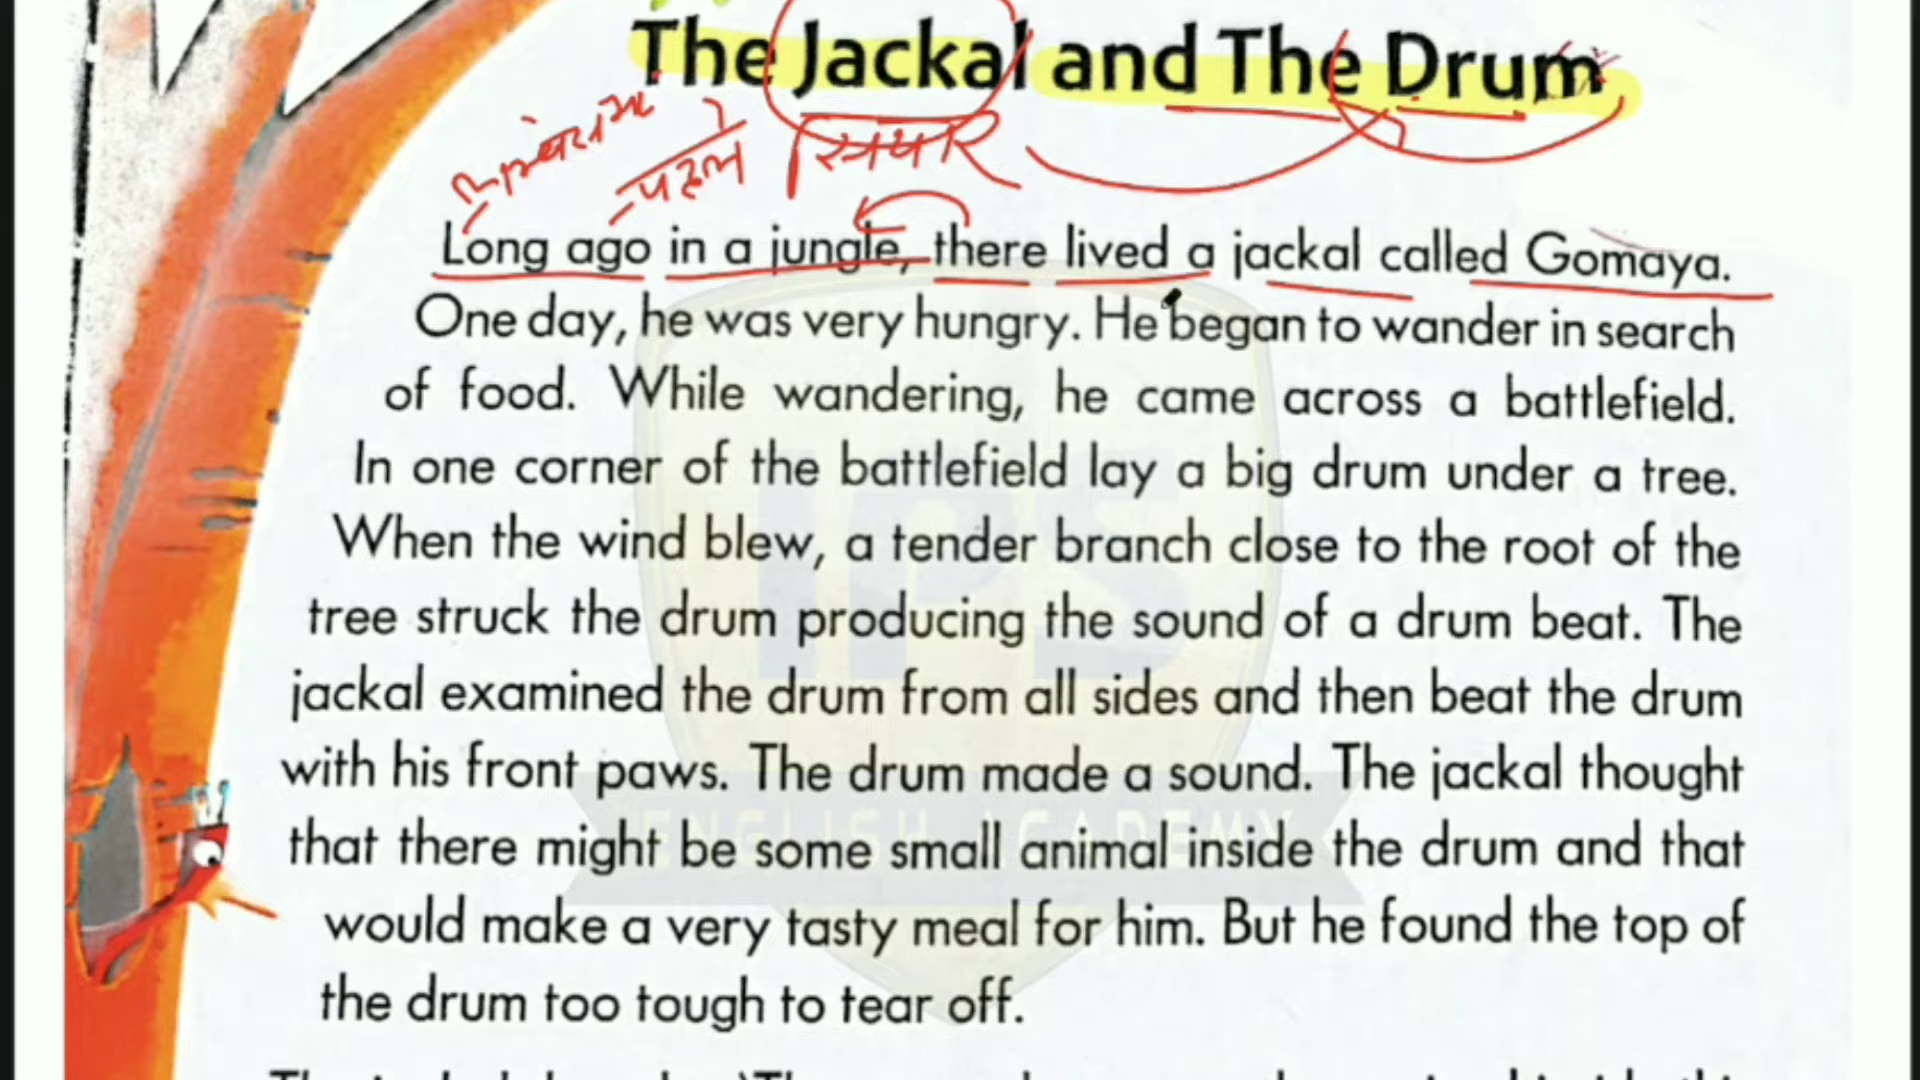 The Jackal and The Drum
सियार
पहले
Long ago in a jungle, there lived a jackal called Gomaya.
One day, he was very hungry. He began to wander in search
of food. While wandering, he came across a battlefield.
In one corner of the battlefield lay a big drum under a tree.
When the wind blew, a tender branch close to the root of the
tree struck the drum producing the sound of a drum beat. The
jackal examined the drum from all sides and then beat the drum
with his front paws. The drum made a sound. The jackal thought
that there might be some small animal inside the drum and that
would make a very tasty meal for him. But he found the top of
the drum too tough to tear off.
IPS
ENGLISH ACADEMY